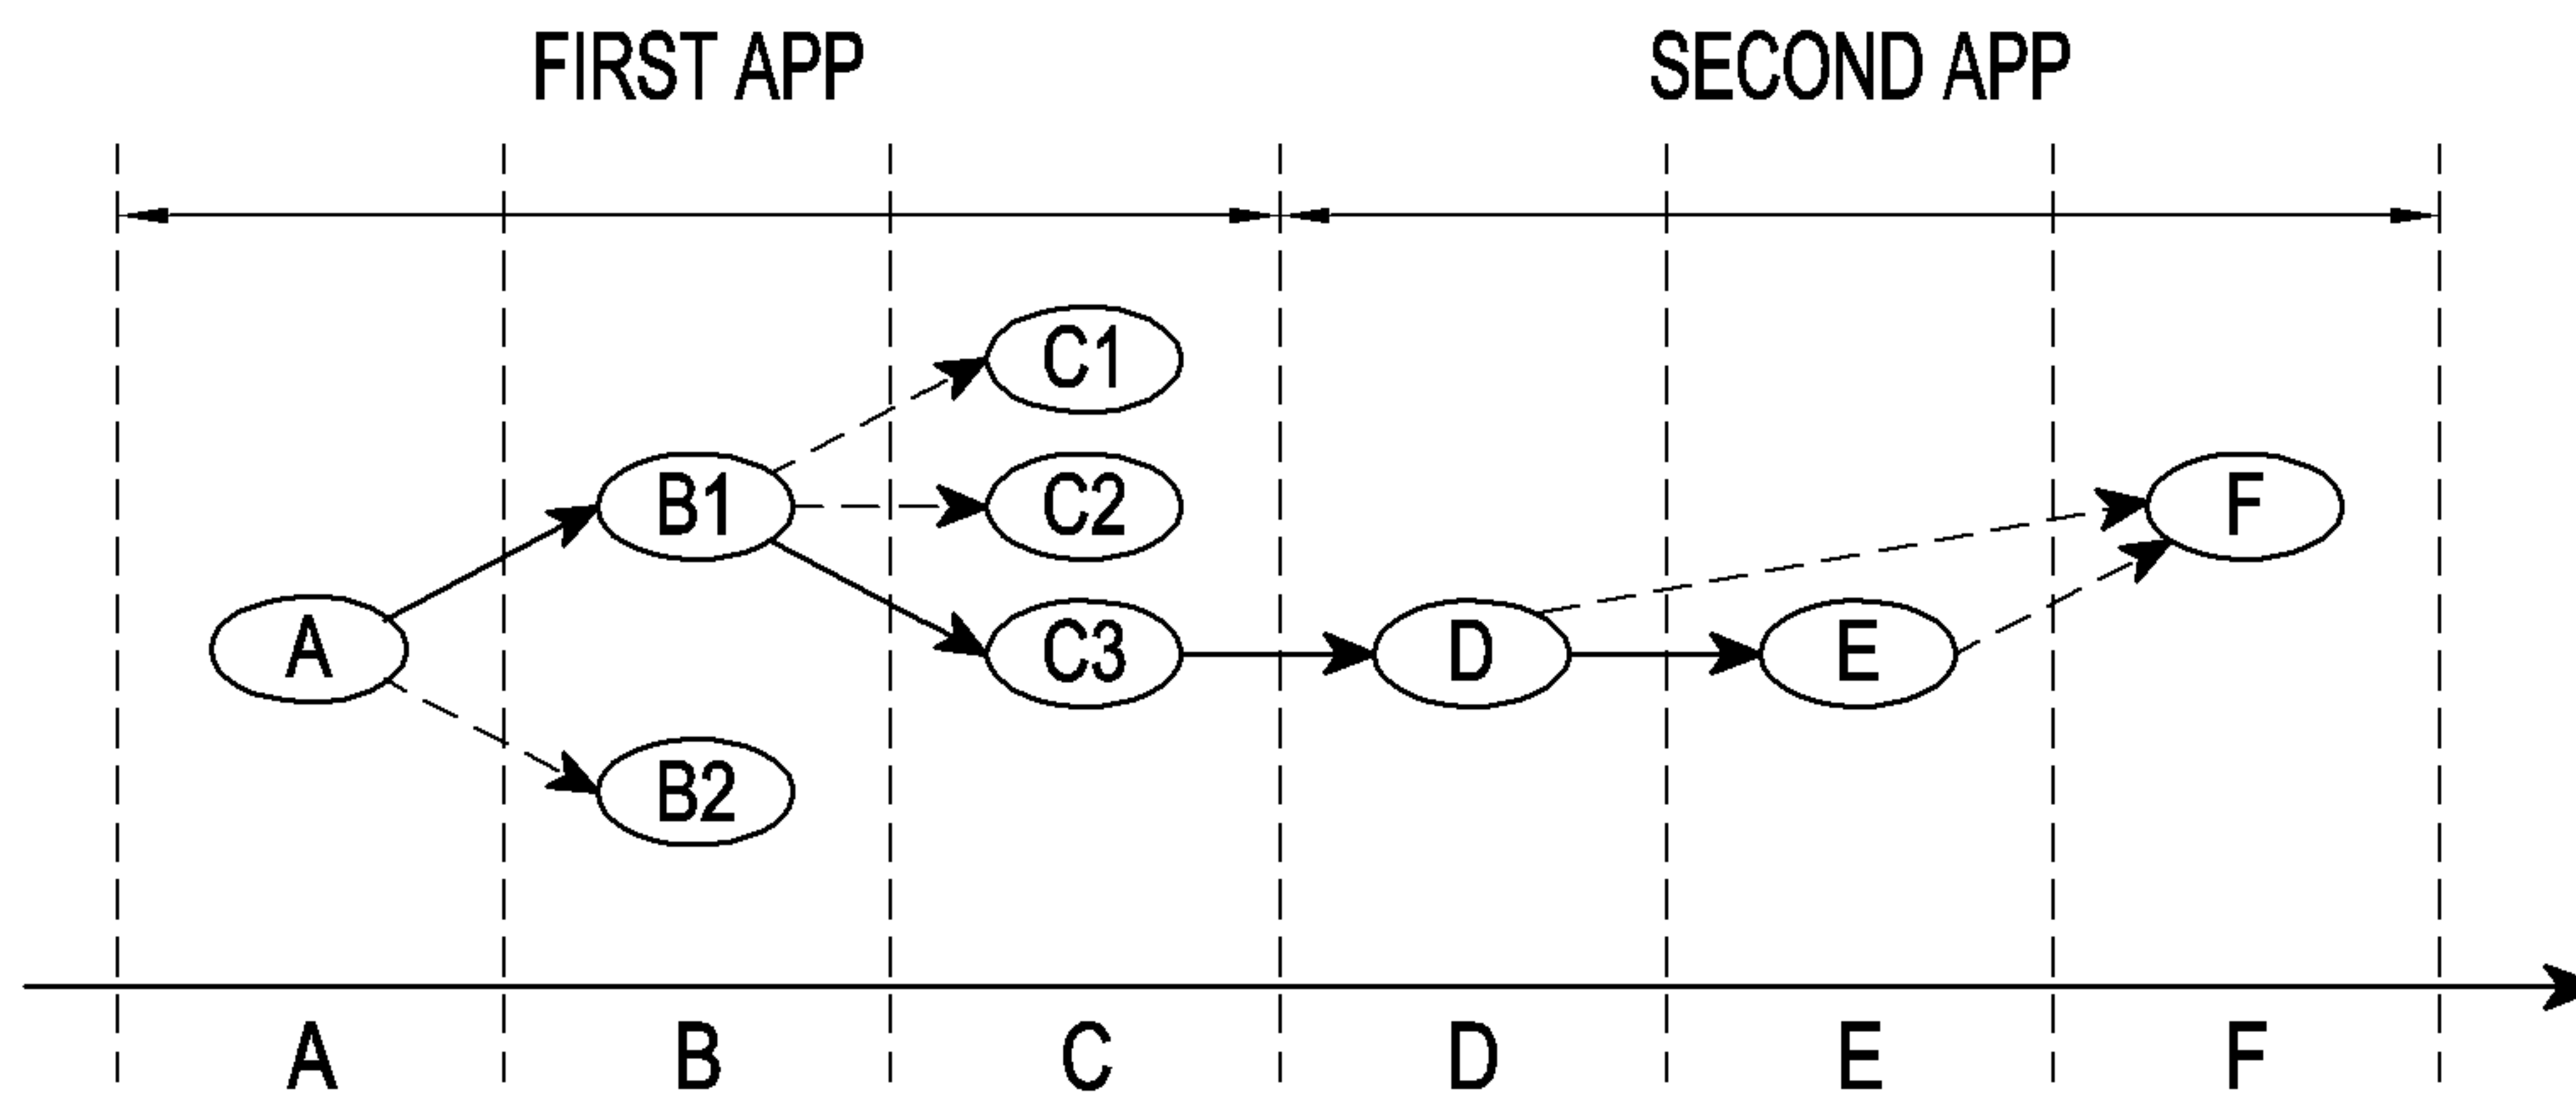 FIRST APP SECOND APP
C1
B1 C2 F
A C3 D E
B2
A B C D E F